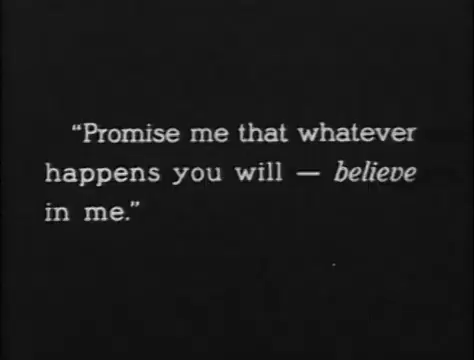 “Promise me that whatever
happens you will — believe
in me.”